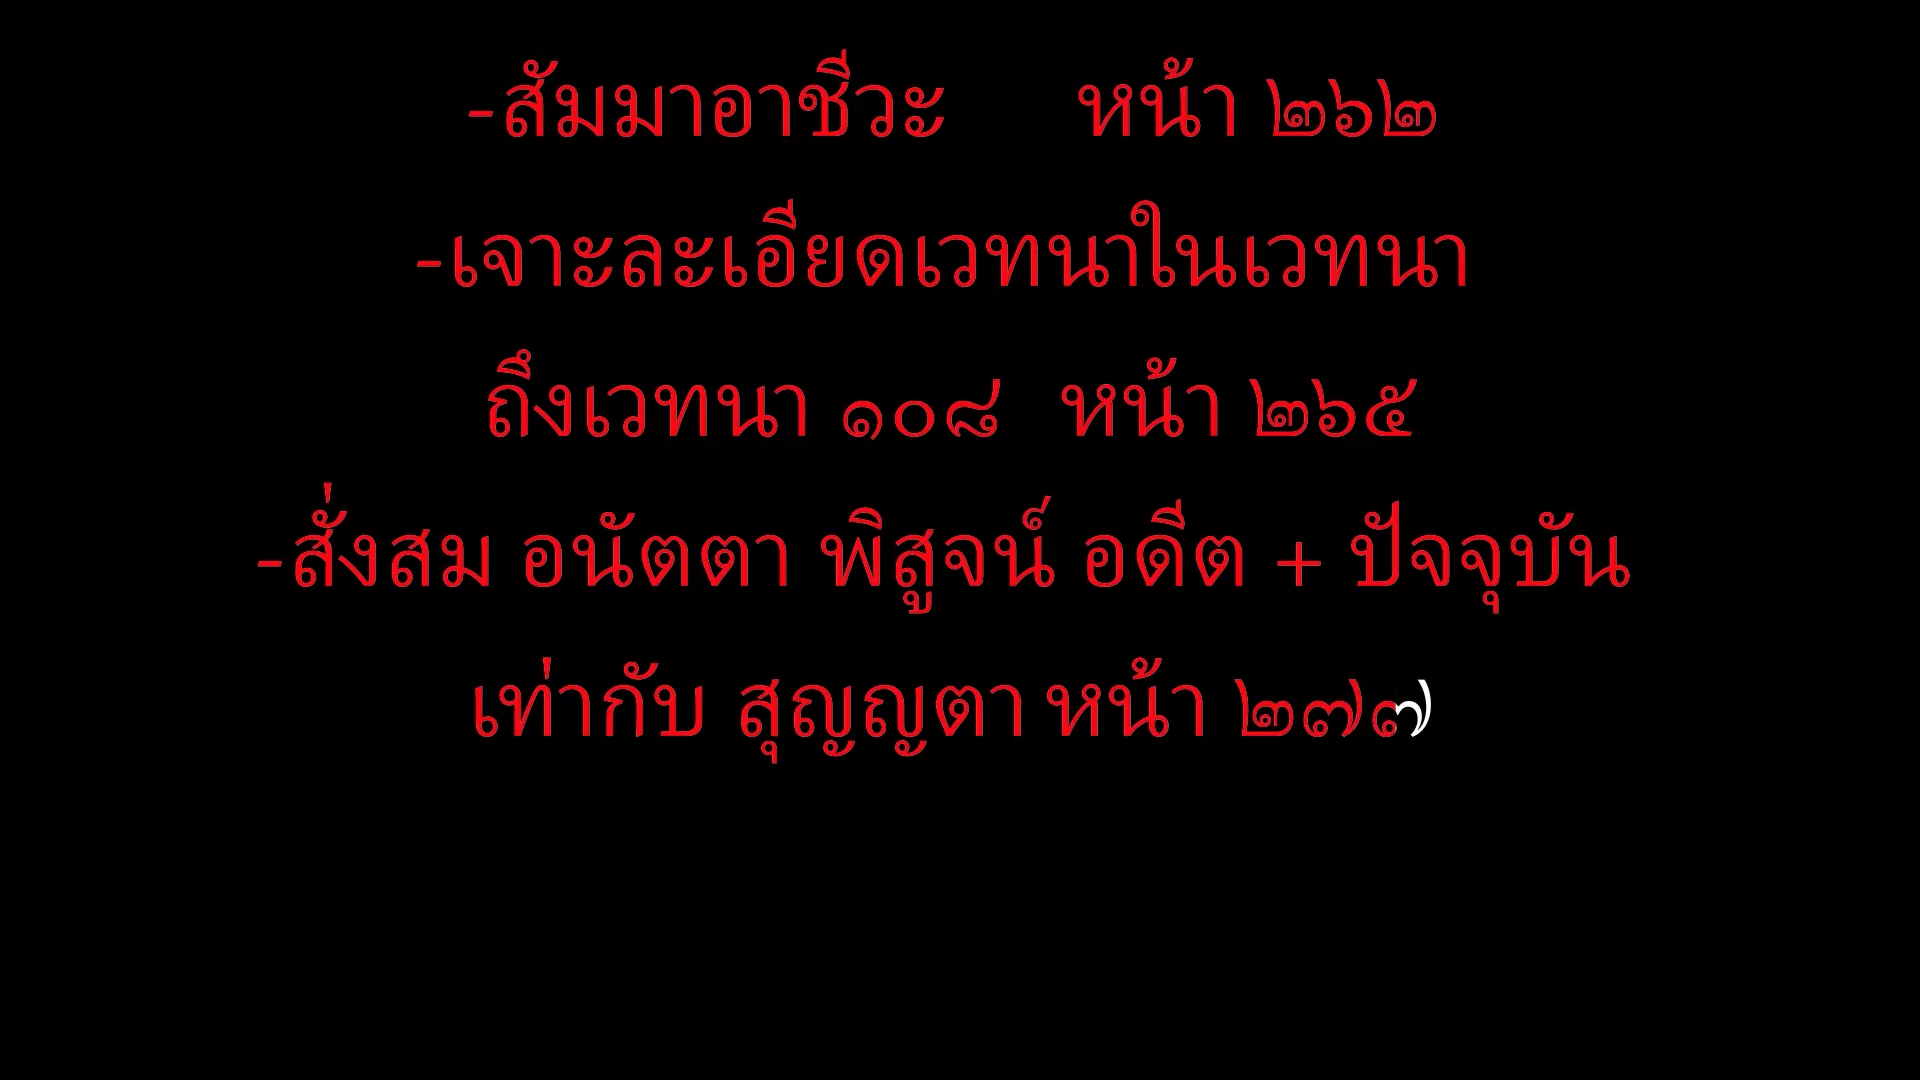 -สัมมาอาชีวะ หน้า ๒๖๒
-เจาะละเอียดเวทนาในเวทนา
ถึงเวทนา ๑๐๘ หน้า ๒๖๕
-สั่งสม อนัตตา พิสูจน์ อดีต + ปัจจุบัน
เท่ากับ สุญญตา หน้า ๒๗๗